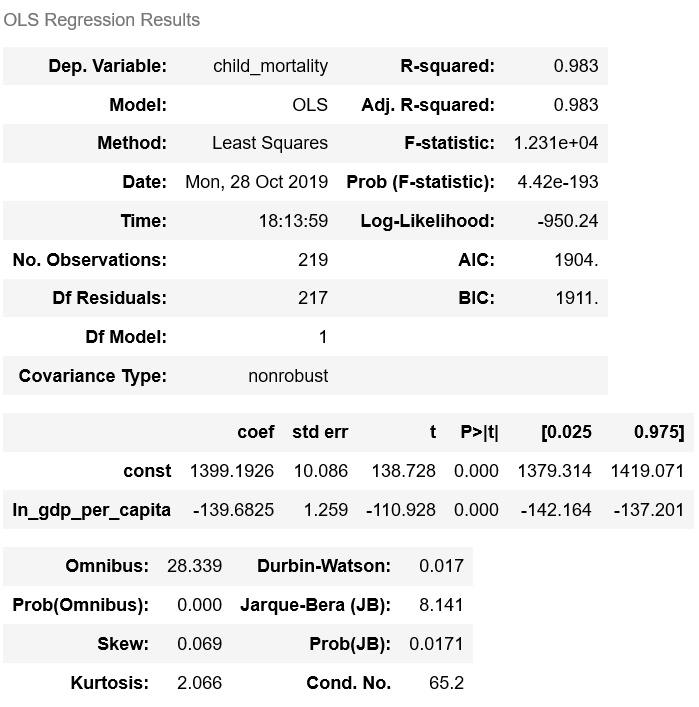 OLS Regression Results
Dep. Variable: child_mortality R-squared: 0.983
Model: OLS Adj. R-squared: 0.983
Method: Least Squares F-statistic: 1.231e+04
Date: Mon, 28 Oct 2019 Prob (F-statistic): 4.42e-193
Time: 18:13:59 Log-Likelihood: -950.24
No. Observations: 219 AIC: 1904.
Df Residuals: 217 BIC: 1911.
Df Model: 1
Covariance Type: nonrobust
coef std err t P>|t| [0.025 0.975]
const 1399.1926 10.086 138.728 0.000 1379.314 1419.071
ln_gdp_per_capita -139.6825 1.259 -110.928 0.000 -142.164 -137.201
Omnibus: 28.339 Durbin-Watson: 0.017
Prob(Omnibus): 0.000 Jarque-Bera (JB): 8.141
Skew: 0.069 Prob(JB): 0.0171
Kurtosis: 2.066 Cond. No. 65.2